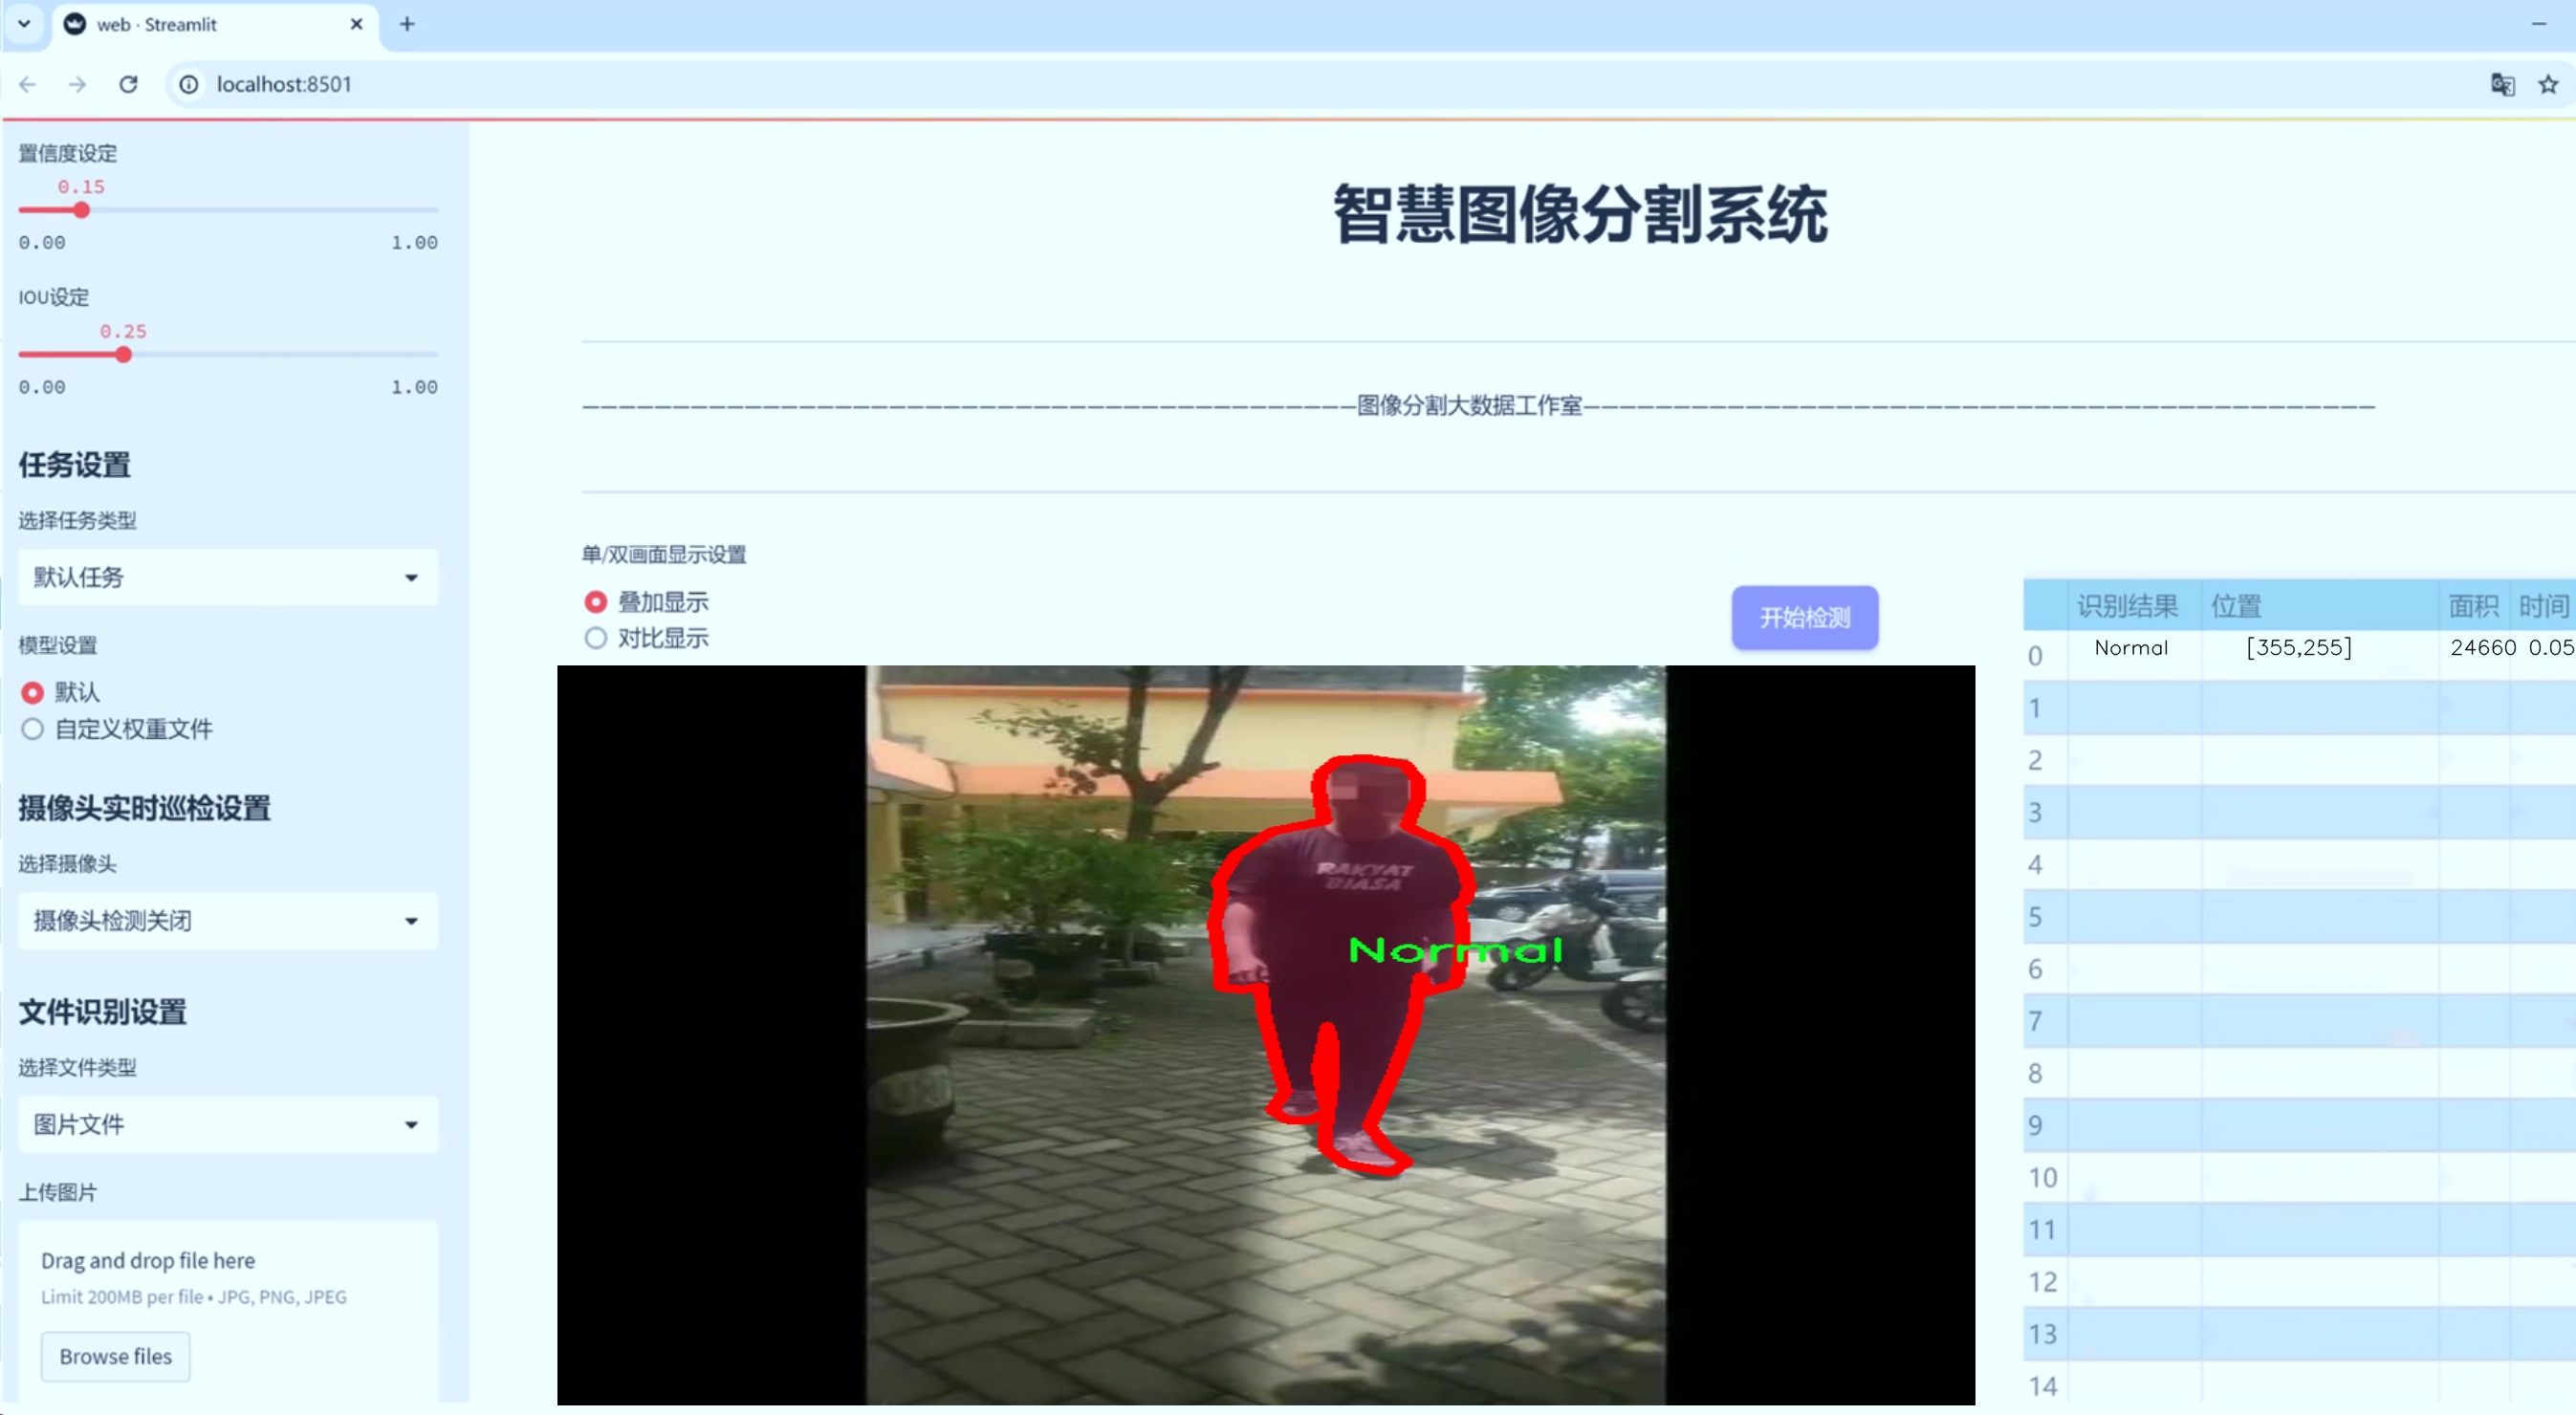 web · Streamlit
localhost:8501
置信度设定
0.15
0.00 1.00
IOU设定
0.25
0.00 1.00
任务设置
选择任务类型
默认任务
模型设置
默认
自定义权重文件
摄像头实时巡检设置
选择摄像头
摄像头检测关闭
文件识别设置
选择文件类型
图片文件
上传图片
Drag and drop file here
Limit 200MB per file • JPG, PNG, JPEG
Browse files
智慧图像分割系统
———————————————————————————————————————————图像分割大数据工作室————————————————————————————————————————————
单/双画面显示设置
叠加显示
对比显示
开始检测
RAKYAT
BIASA
Normal
识别结果 位置 面积 时间
0 Normal [355,255] 24660 0.05
1
2
3
4
5
6
7
8
9
10
11
12
13
14